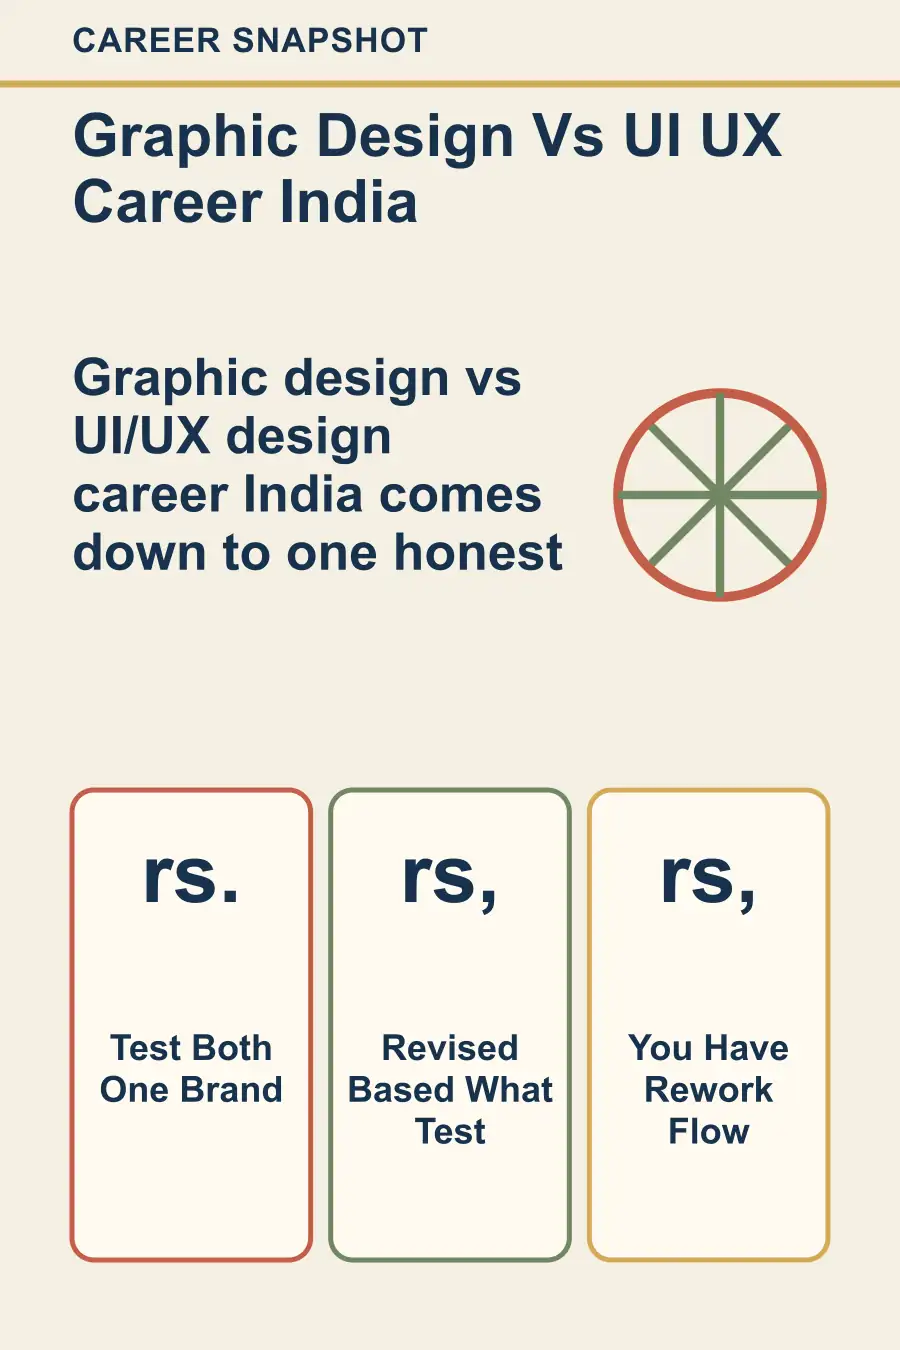 CAREER SNAPSHOT
Graphic Design Vs UI UX
Career India
Graphic design vs
UI/UX design
career India comes
down to one honest
rs.
Test Both
One Brand
rs,
Revised
Based What
Test
rs,
You Have
Rework
Flow